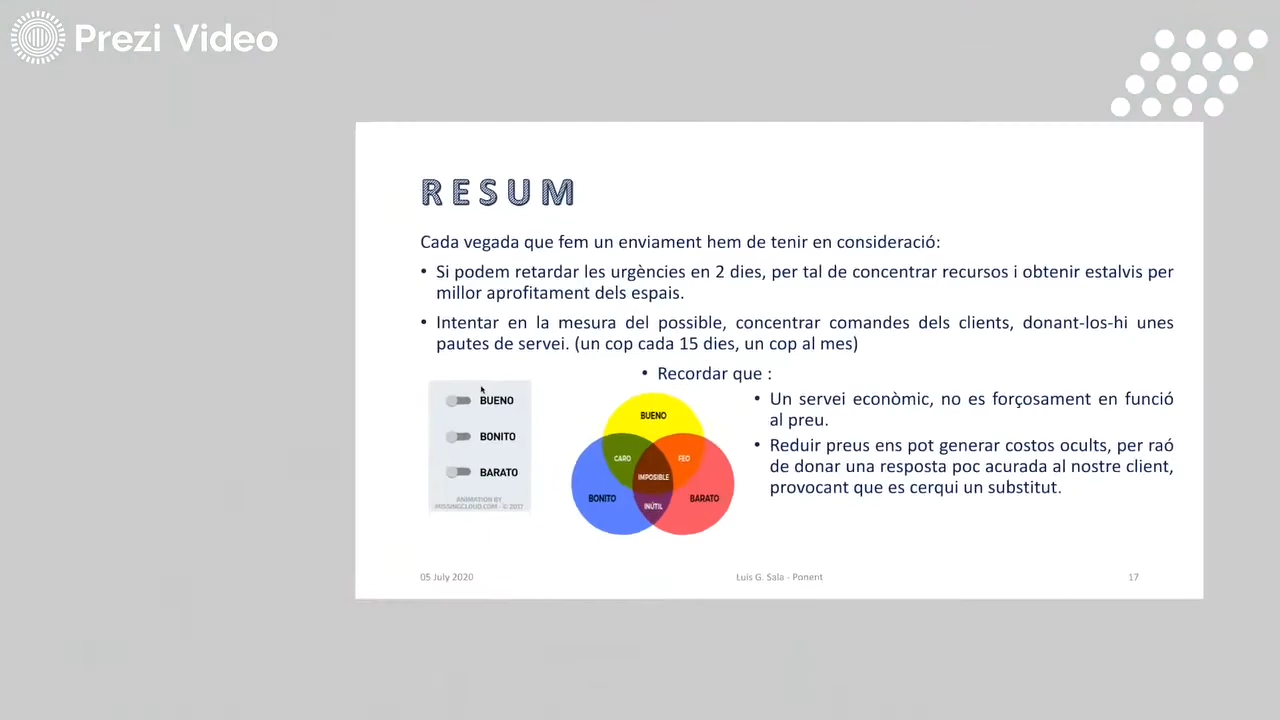 Prezi Video
RESUM
Cada vegada que fem un enviament hem de tenir en consideració:
• Si podem retardar les urgències en 2 dies, per tal de concentrar recursos i obtenir estalvis per
millor aprofitament dels espais.
• Intentar en la mesura del possible, concentrar comandes dels clients, donant-los-hi unes
pautes de servei. (un cop cada 15 dies, un cop al mes)
• Recordar que :
• Un servei econòmic, no es forçosament en funció
al preu.
• Reduir preus ens pot generar costos ocults, per raó
de donar una resposta poc acurada al nostre client,
provocant que es cerqui un substitut.
BUENO
BONITO
BARATO
ANIMATION BY
MISSINGCLOUD.COM - © 2017
BUENO
CARO
FEO
IMPOSIBLE
BONITO
BARATO
INÚTIL
05 July 2020
Luis G. Sala - Ponent
17